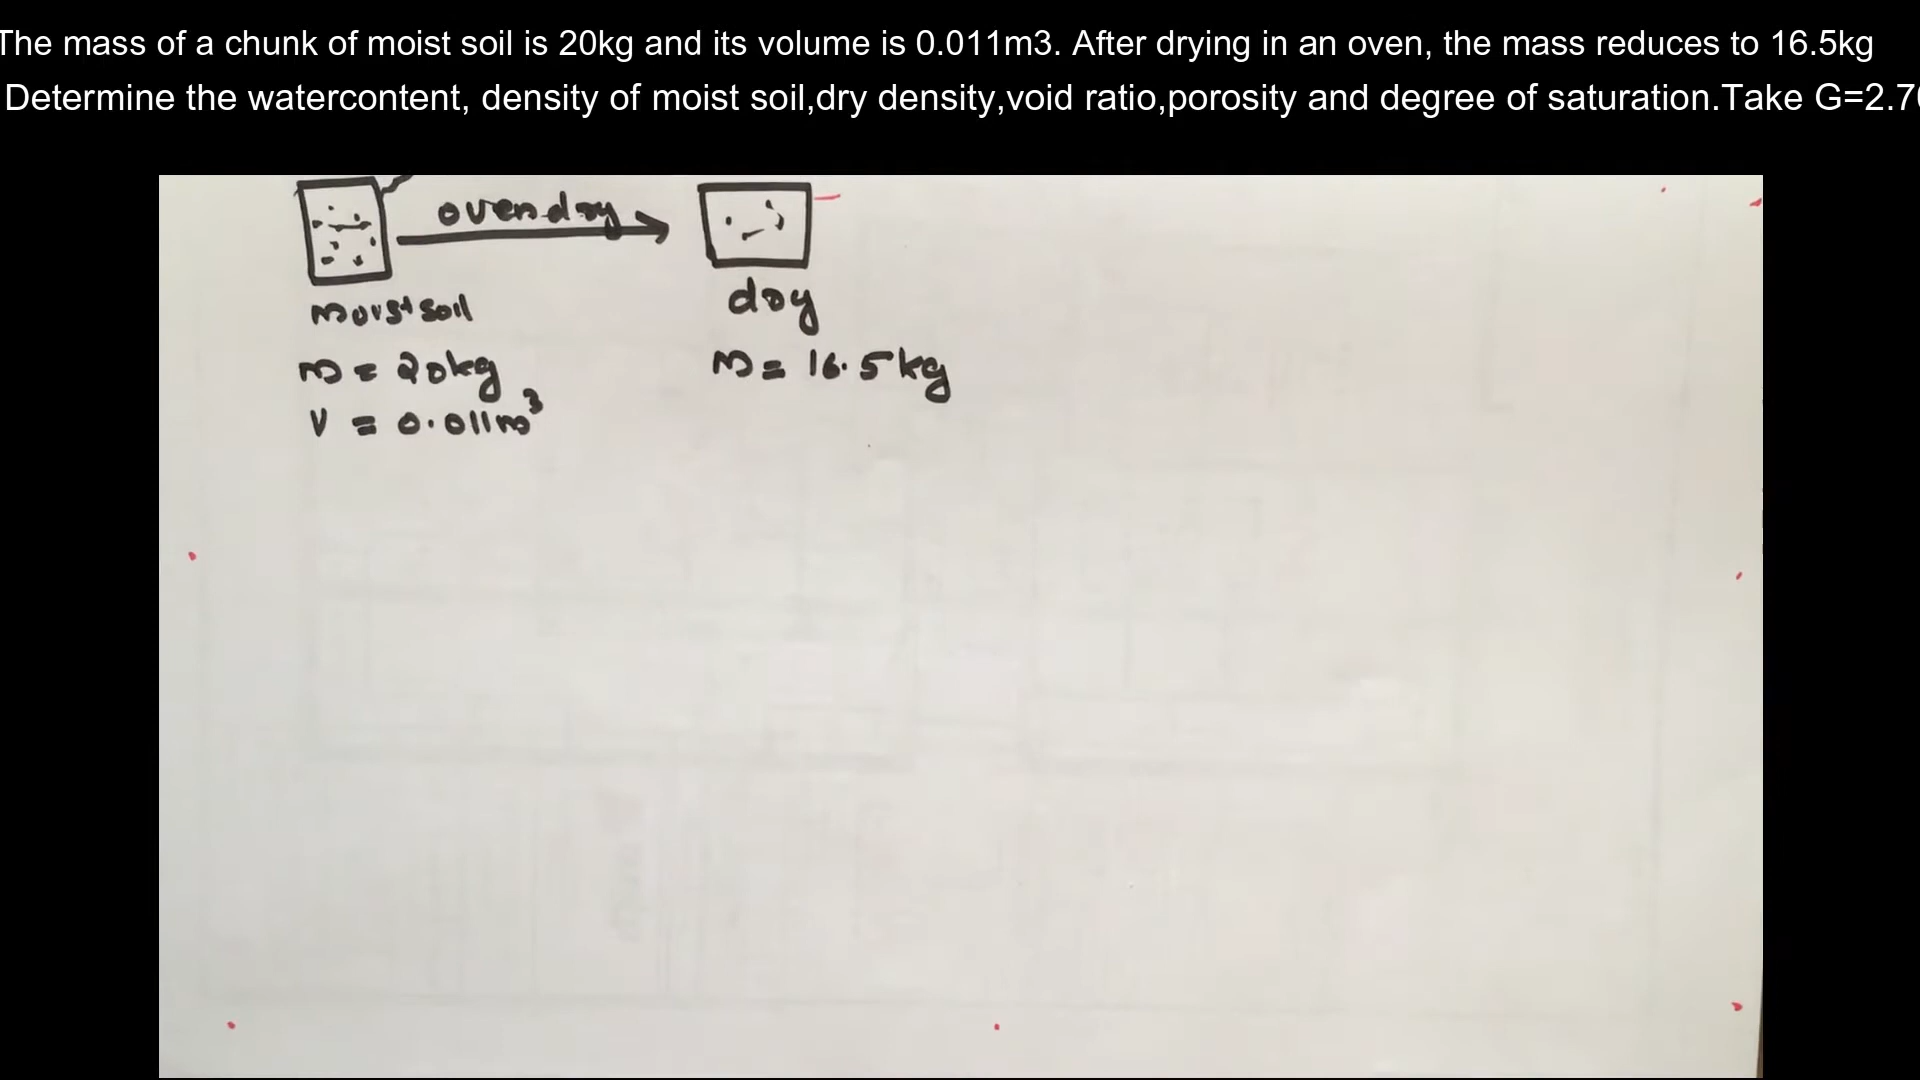 The mass of a chunk of moist soil is 20kg and its volume is 0.011m3. After drying in an oven, the mass reduces to 16.5kg
Determine the watercontent, density of moist soil,dry density,void ratio,porosity and degree of saturation.Take G=2.70
oven dry
moist soil
dry
m = 20kg
m = 16.5kg
V = 0.011m³